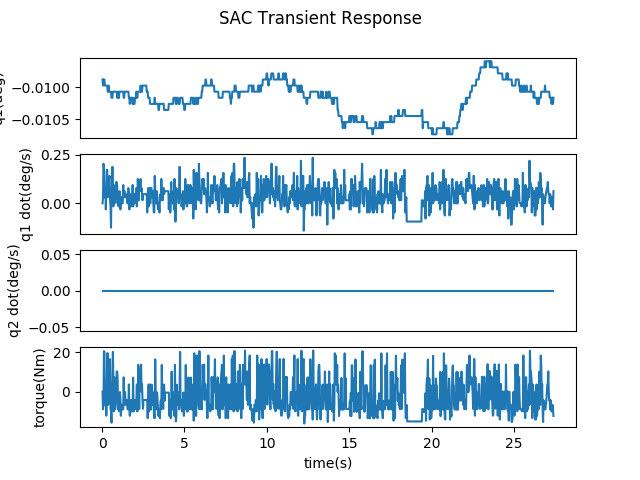 SAC Transient Response
−0.0100
−0.0105
0.25
0.00
q1 dot(deg/s)
0.05
0.00
−0.05
q2 dot(deg/s)
20
0
torque(Nm)
0 5 10 15 20 25
time(s)